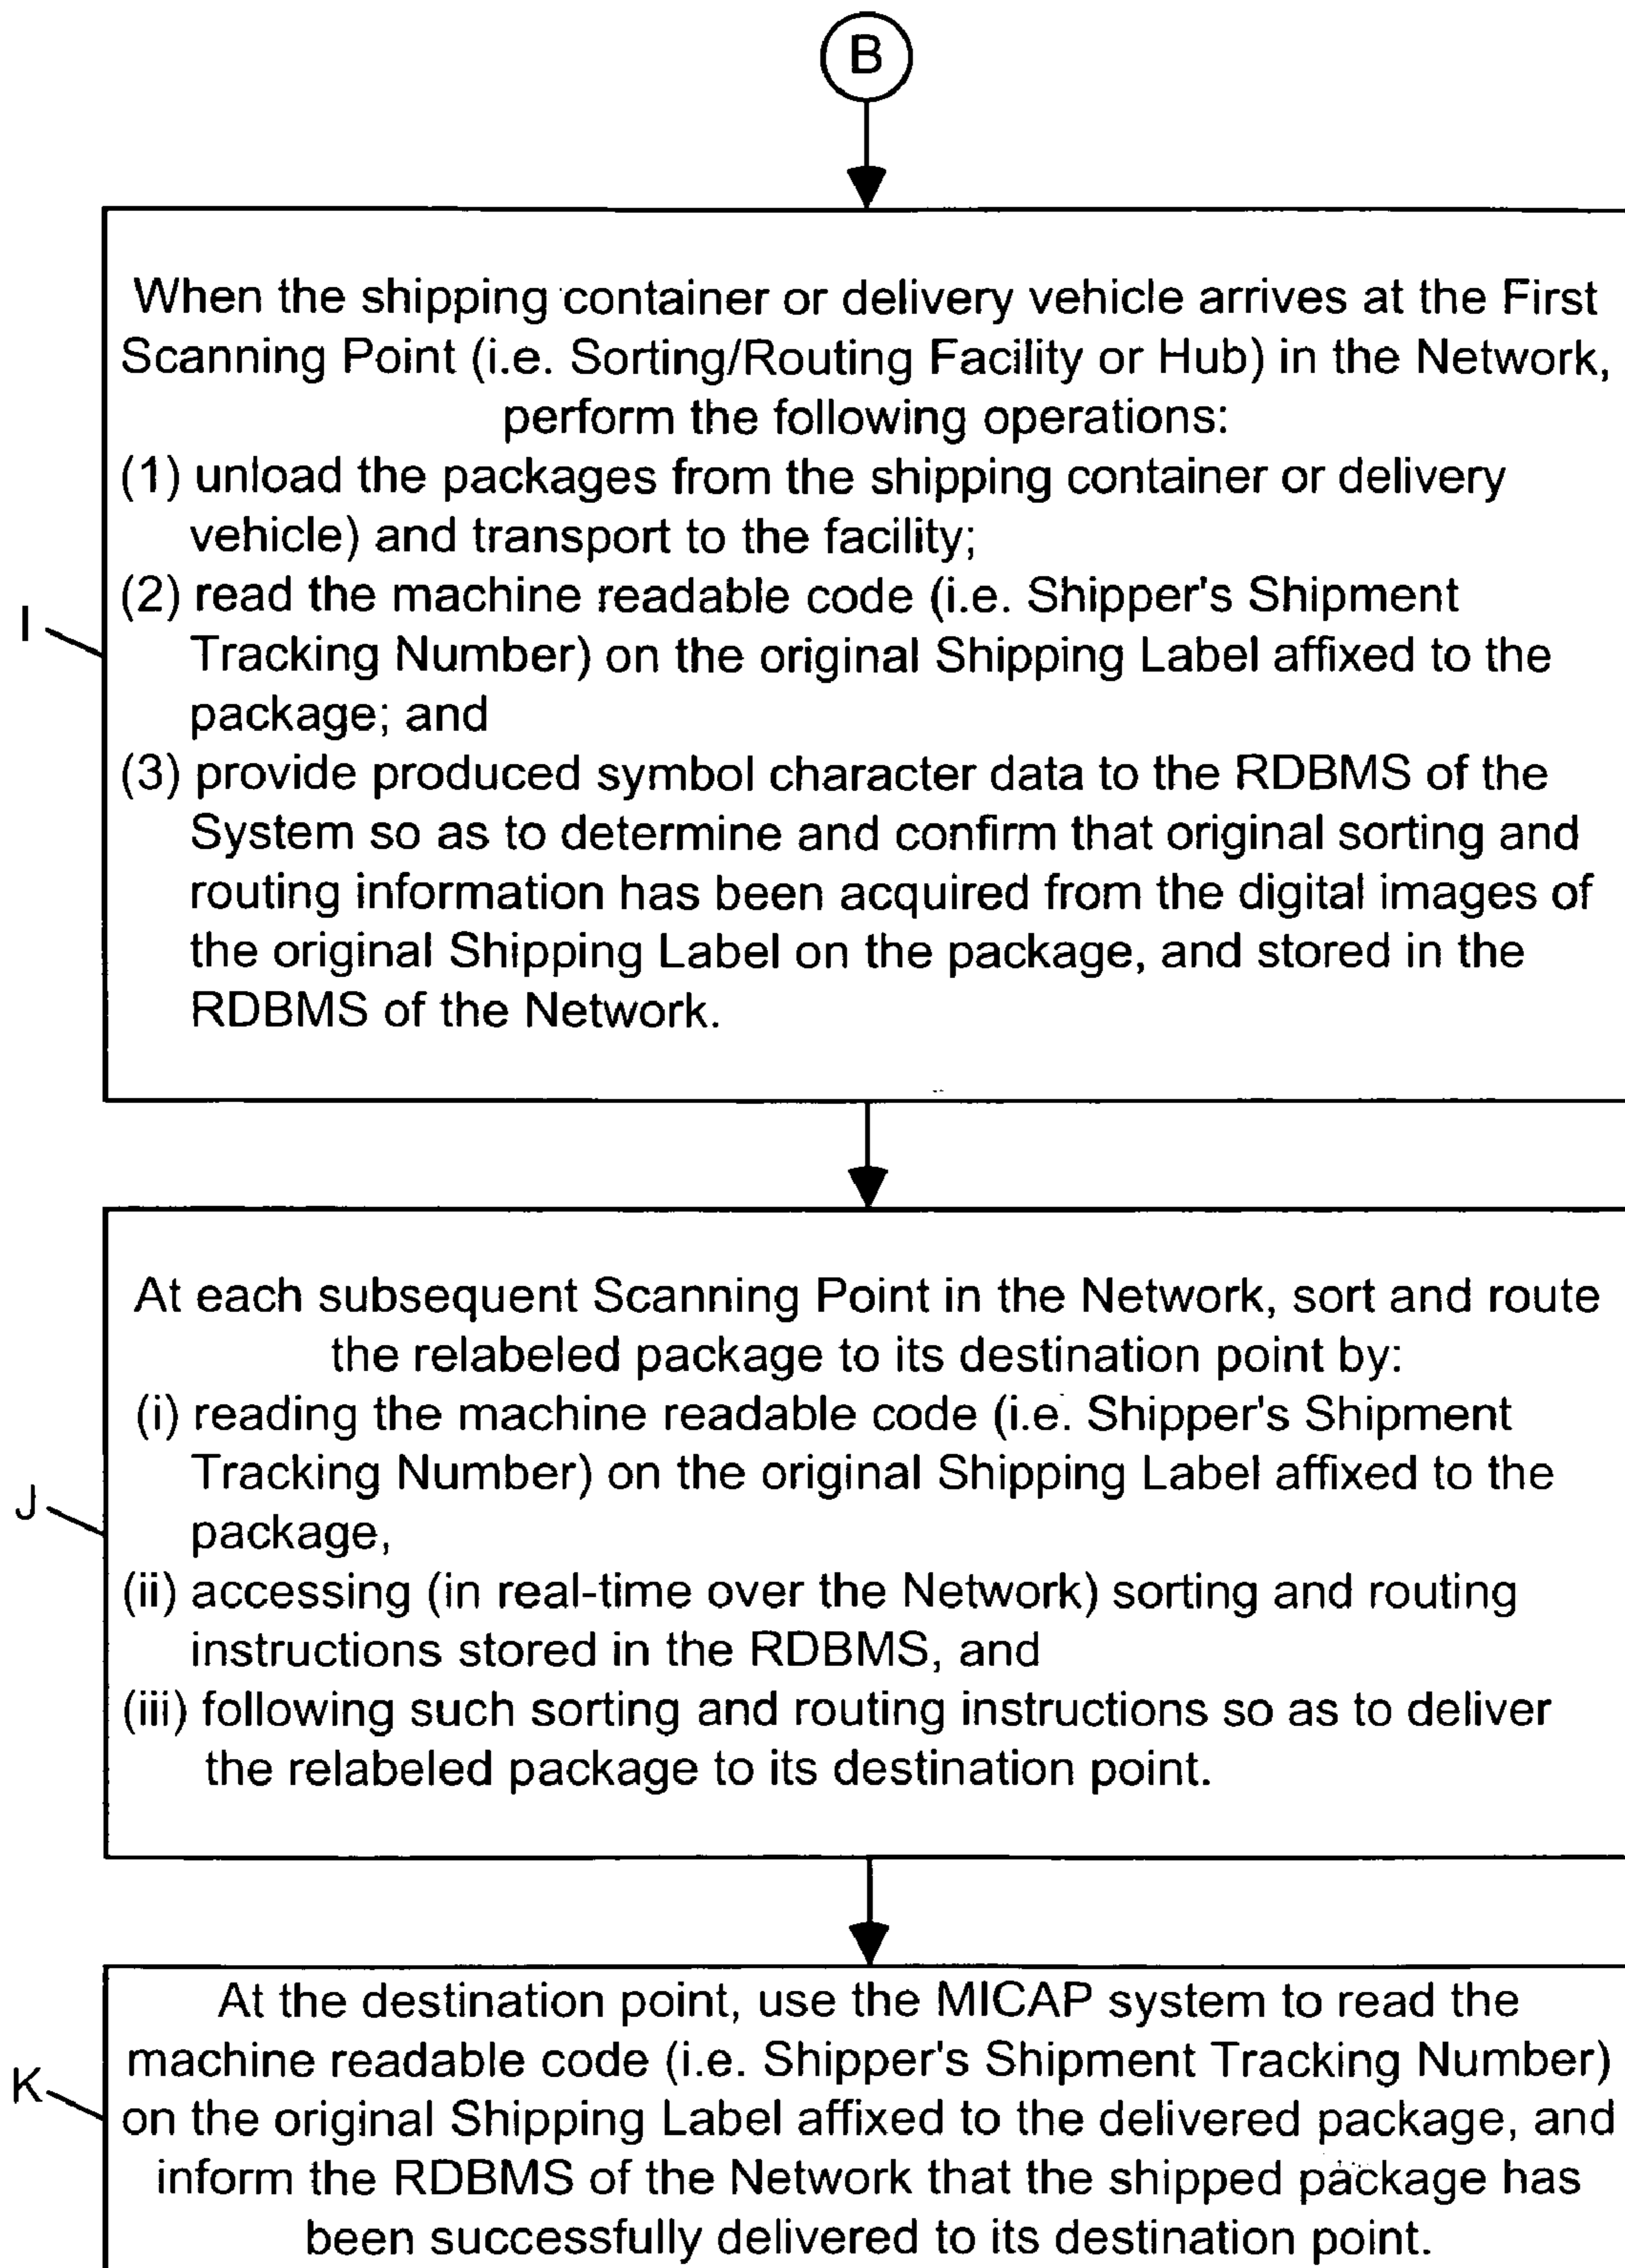 B
When the shipping container or delivery vehicle arrives at the First
Scanning Point (i.e. Sorting/Routing Facility or Hub) in the Network,
perform the following operations:
(1) unload the packages from the shipping container or delivery
vehicle) and transport to the facility;
(2) read the machine readable code (i.e. Shipper's Shipment
Tracking Number) on the original Shipping Label affixed to the
package; and
(3) provide produced symbol character data to the RDBMS of the
System so as to determine and confirm that original sorting and
routing information has been acquired from the digital images of
the original Shipping Label on the package, and stored in the
RDBMS of the Network.
I
At each subsequent Scanning Point in the Network, sort and route
the relabeled package to its destination point by:
(i) reading the machine readable code (i.e. Shipper's Shipment
Tracking Number) on the original Shipping Label affixed to the
package,
(ii) accessing (in real-time over the Network) sorting and routing
instructions stored in the RDBMS, and
(iii) following such sorting and routing instructions so as to deliver
the relabeled package to its destination point.
J
At the destination point, use the MICAP system to read the
machine readable code (i.e. Shipper's Shipment Tracking Number)
on the original Shipping Label affixed to the delivered package, and
inform the RDBMS of the Network that the shipped package has
been successfully delivered to its destination point.
K